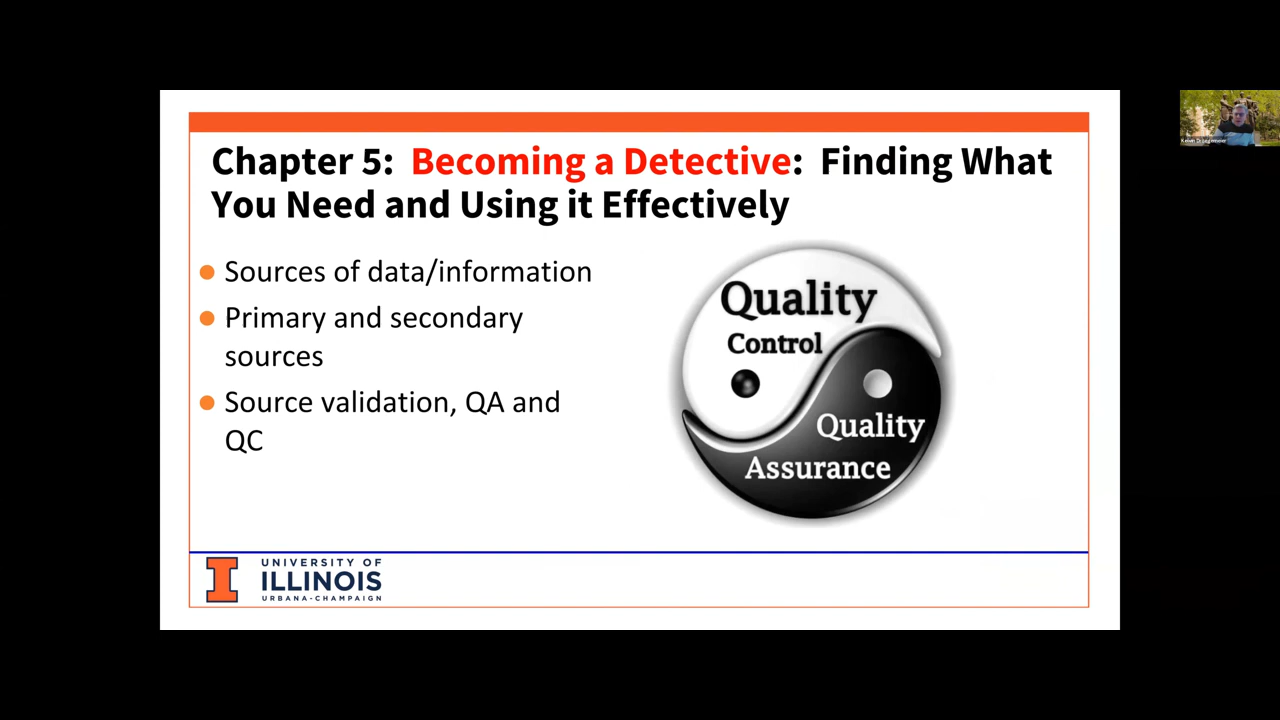 Chapter 5: Becoming a Detective: Finding What
You Need and Using it Effectively
Sources of data/information
Primary and secondary
sources
Source validation, QA and
QC
Quality
Control
Quality
Assurance
UNIVERSITY OF
ILLINOIS
URBANA-CHAMPAIGN